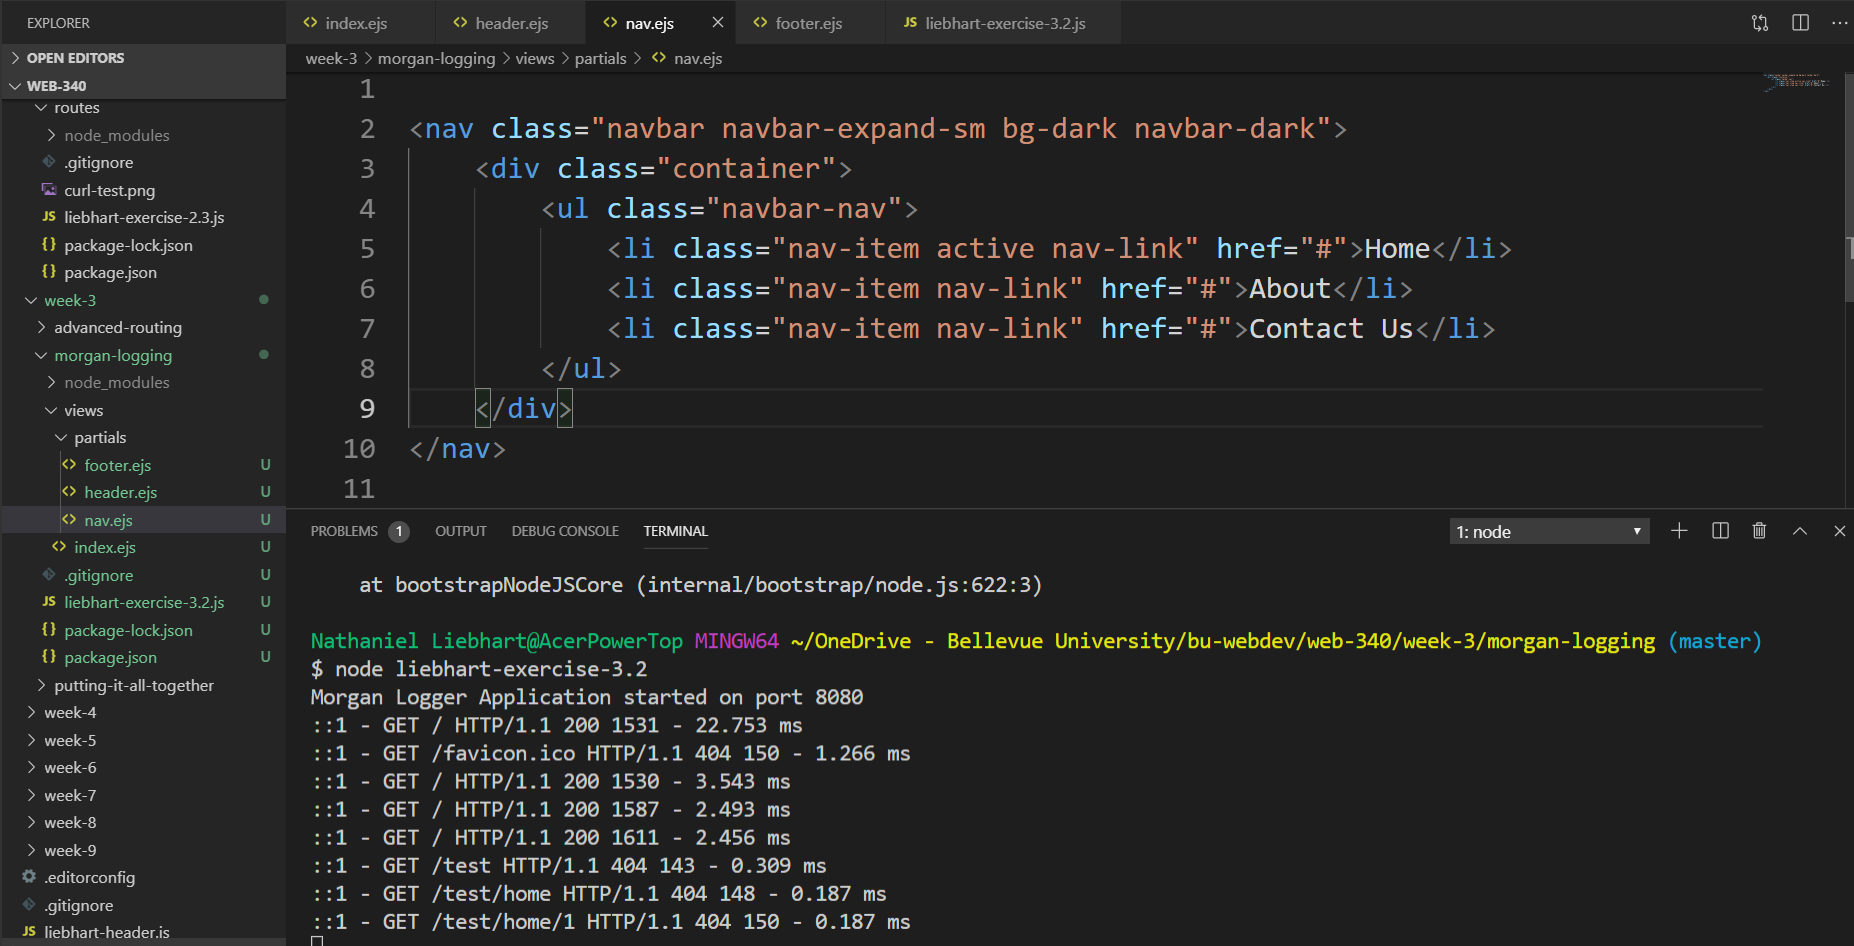 EXPLORER
OPEN EDITORS
WEB-340
routes
node_modules
.gitignore
curl-test.png
JS liebhart-exercise-2.3.js
{} package-lock.json
{} package.json
week-3
advanced-routing
morgan-logging
node_modules
views
partials
<> footer.ejs U
<> header.ejs U
<> nav.ejs U
<> index.ejs U
.gitignore U
JS liebhart-exercise-3.2.js U
{} package-lock.json U
{} package.json U
putting-it-all-together
week-4
week-5
week-6
week-7
week-8
week-9
.editorconfig
.gitignore
JS liebhart-header.js
<> index.ejs <> header.ejs <> nav.ejs <> footer.ejs JS liebhart-exercise-3.2.js
week-3 > morgan-logging > views > partials > <> nav.ejs
1
2 <nav class="navbar navbar-expand-sm bg-dark navbar-dark">
3 <div class="container">
4 <ul class="navbar-nav">
5 <li class="nav-item active nav-link" href="#">Home</li>
6 <li class="nav-item nav-link" href="#">About</li>
7 <li class="nav-item nav-link" href="#">Contact Us</li>
8 </ul>
9 </div>
10 </nav>
11
PROBLEMS 1 OUTPUT DEBUG CONSOLE TERMINAL 1: node
at bootstrapNodeJSCore (internal/bootstrap/node.js:622:3)
Nathaniel Liebhart@AcerPowerTop MINGW64 ~/OneDrive - Bellevue University/bu-webdev/web-340/week-3/morgan-logging (master)
$ node liebhart-exercise-3.2
Morgan Logger Application started on port 8080
::1 - GET / HTTP/1.1 200 1531 - 22.753 ms
::1 - GET /favicon.ico HTTP/1.1 404 150 - 1.266 ms
::1 - GET / HTTP/1.1 200 1530 - 3.543 ms
::1 - GET / HTTP/1.1 200 1587 - 2.493 ms
::1 - GET / HTTP/1.1 200 1611 - 2.456 ms
::1 - GET /test HTTP/1.1 404 143 - 0.309 ms
::1 - GET /test/home HTTP/1.1 404 148 - 0.187 ms
::1 - GET /test/home/1 HTTP/1.1 404 150 - 0.187 ms